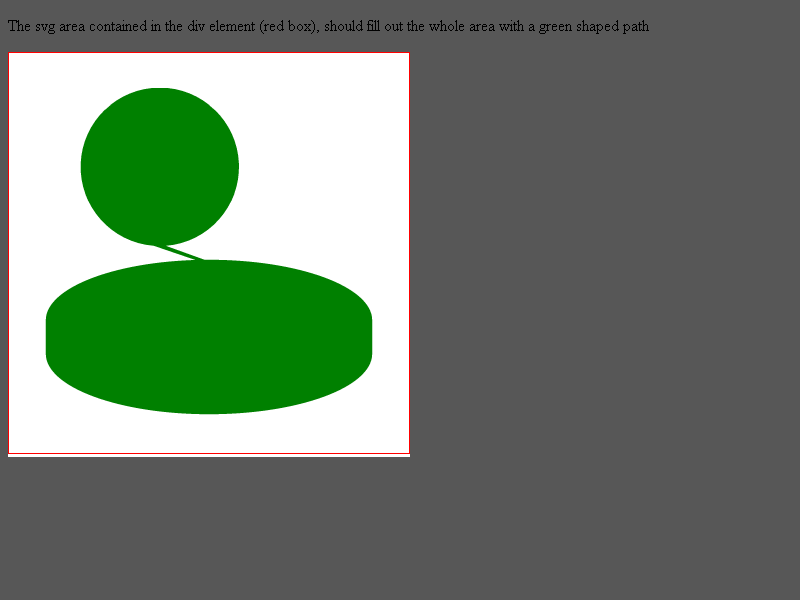 The svg area contained in the div element (red box), should fill out the whole area with a green shaped path